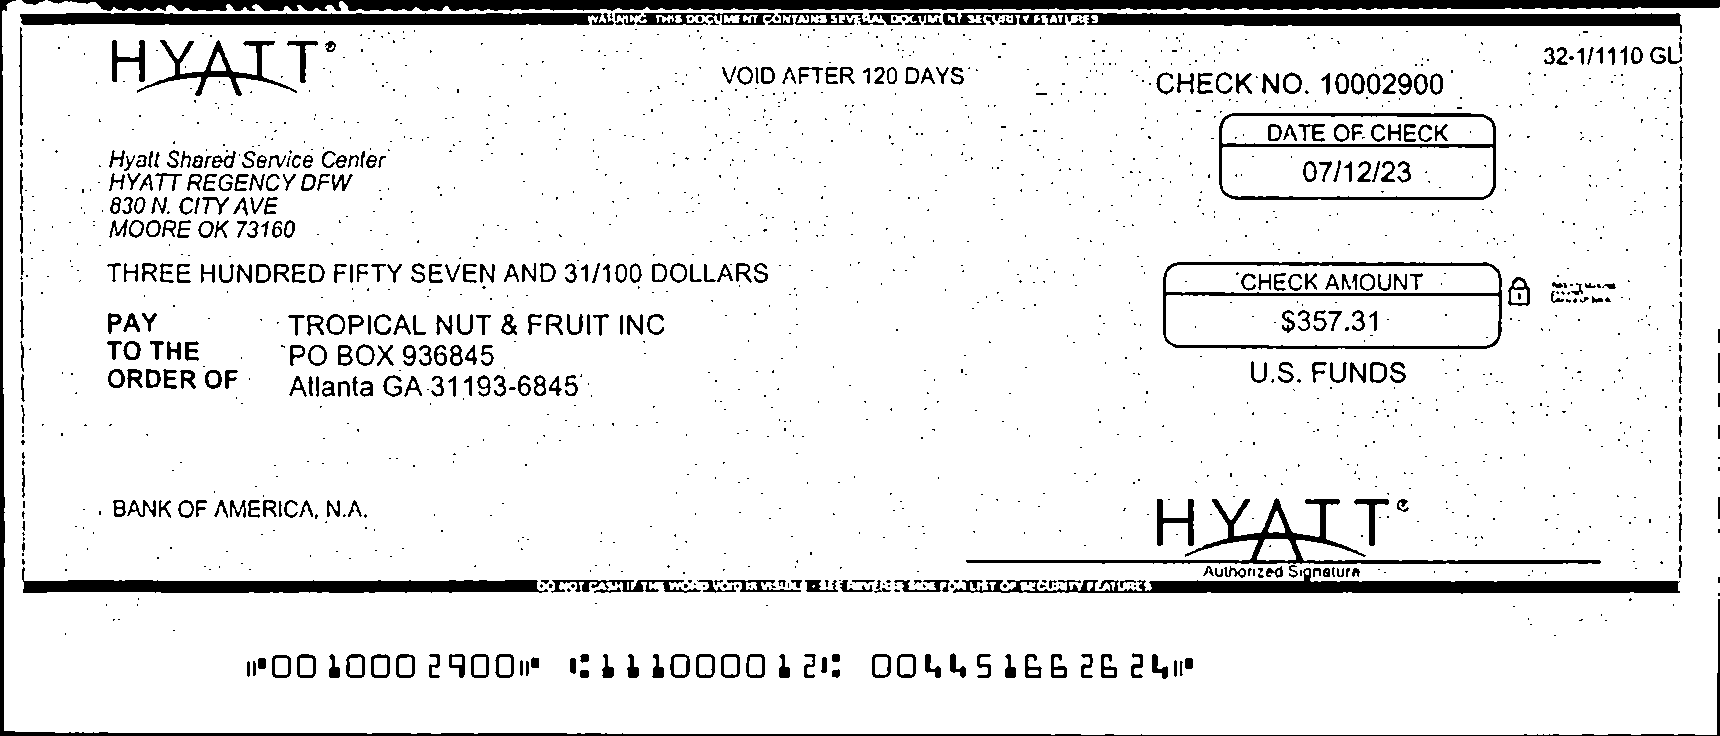 WARNING THIS DOCUMENT CONTAINS SEVERAL DOCUMENT SECURITY FEATURES
HYATT®
VOID AFTER 120 DAYS
32-1/1110 GL
CHECK NO. 10002900
DATE OF CHECK
07/12/23
Hyatt Shared Service Center
HYATT REGENCY DFW
830 N. CITY AVE
MOORE OK 73160
THREE HUNDRED FIFTY SEVEN AND 31/100 DOLLARS
CHECK AMOUNT
$357.31
U.S. FUNDS
PAY TO THE ORDER OF
TROPICAL NUT & FRUIT INC
PO BOX 936845
Atlanta GA 31193-6845
BANK OF AMERICA, N.A.
HYATT®
Authorized Signature
DO NOT CASH IF THE WORD VOID IS VISIBLE - SEE REVERSE SIDE FOR LIST OF SECURITY FEATURES
⑈0010002900⑈ ⑆111000012⑆ 004451662624⑈